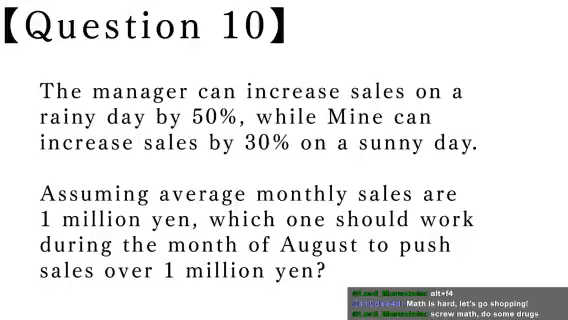 【Question 10】
The manager can increase sales on a
rainy day by 50%, while Mine can
increase sales by 30% on a sunny day.
Assuming average monthly sales are
1 million yen, which one should work
during the month of August to push
sales over 1 million yen?
alt+f4
Math is hard, let's go shopping!
screw math, do some drugs